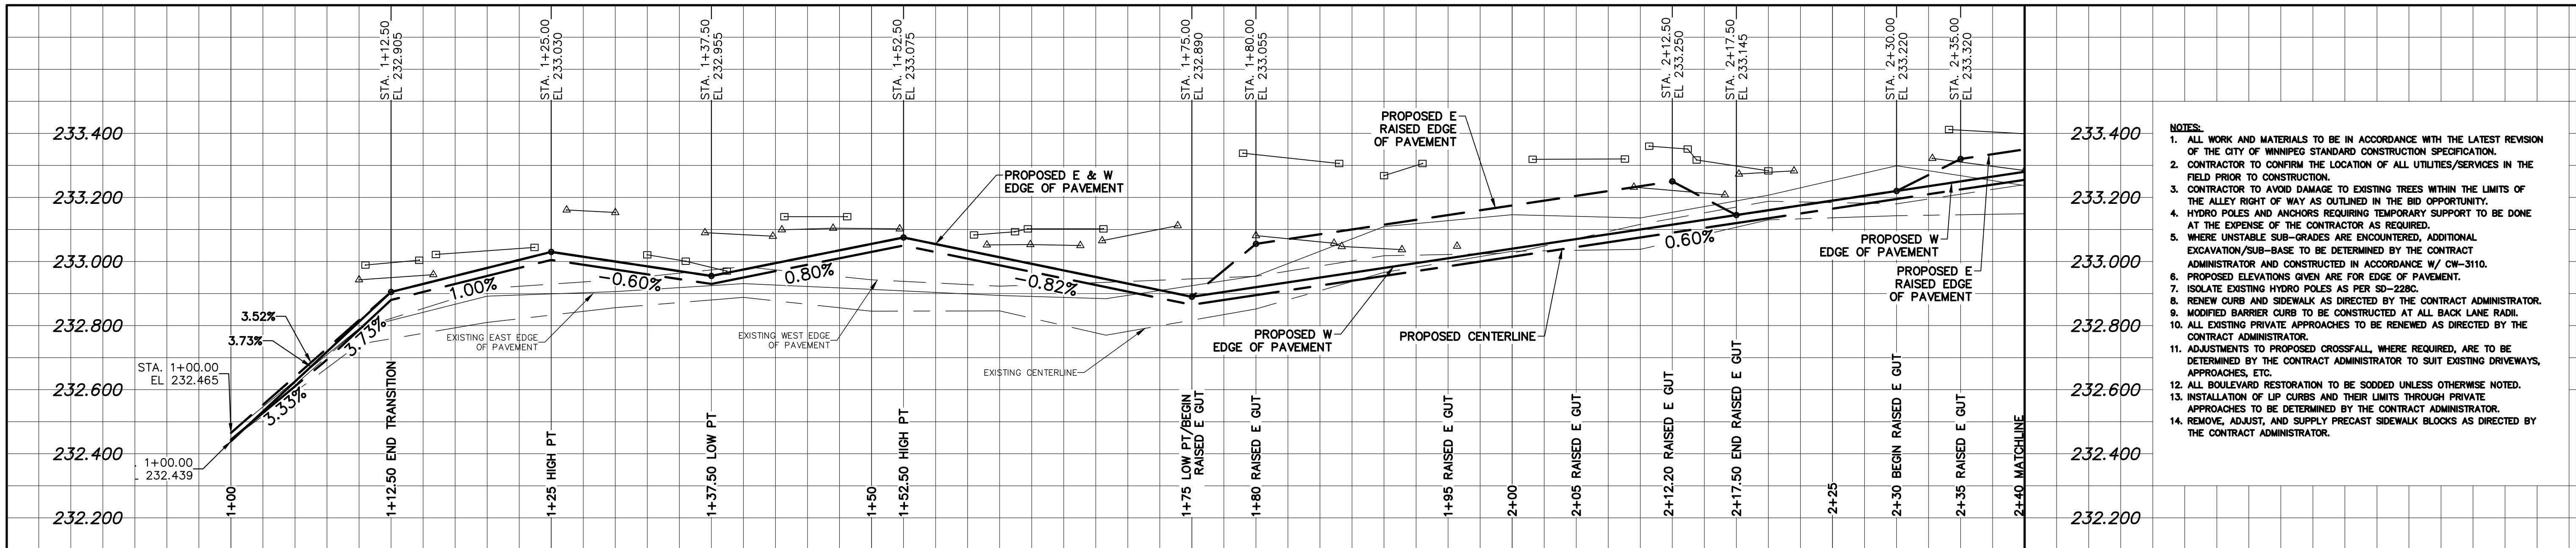 STA. 1+12.50
EL 232.905
STA. 1+25.00
EL 233.030
STA. 1+37.50
EL 232.955
STA. 1+52.50
EL 233.075
STA. 1+75.00
EL 232.890
STA. 1+80.00
EL 233.055
STA. 2+12.50
EL 233.250
STA. 2+17.50
EL 233.145
STA. 2+30.00
EL 233.220
STA. 2+35.00
EL 233.320
233.400
233.200
233.000
232.800
232.600
232.400
232.200
3.52%
3.73%
STA. 1+00.00
EL 232.465
. 1+00.00
232.439
3.33%
3.73%
1.00%
0.60%
0.80%
0.82%
0.60%
EXISTING EAST EDGE
OF PAVEMENT
EXISTING WEST EDGE
OF PAVEMENT
EXISTING CENTERLINE
PROPOSED E & W
EDGE OF PAVEMENT
PROPOSED E
RAISED EDGE
OF PAVEMENT
PROPOSED W
EDGE OF PAVEMENT
PROPOSED CENTERLINE
PROPOSED W
EDGE OF PAVEMENT
PROPOSED E
RAISED EDGE
OF PAVEMENT
1+00
1+12.50 END TRANSITION
1+25 HIGH PT
1+37.50 LOW PT
1+50
1+52.50 HIGH PT
1+75 LOW PT/BEGIN
RAISED E GUT
1+80 RAISED E GUT
1+95 RAISED E GUT
2+00
2+05 RAISED E GUT
2+12.20 RAISED E GUT
2+17.50 END RAISED E GUT
2+25
2+30 BEGIN RAISED E GUT
2+35 RAISED E GUT
2+40 MATCHLINE
233.400
233.200
233.000
232.800
232.600
232.400
232.200
NOTES:
1. ALL WORK AND MATERIALS TO BE IN ACCORDANCE WITH THE LATEST REVISION
OF THE CITY OF WINNIPEG STANDARD CONSTRUCTION SPECIFICATION.
2. CONTRACTOR TO CONFIRM THE LOCATION OF ALL UTILITIES/SERVICES IN THE
FIELD PRIOR TO CONSTRUCTION.
3. CONTRACTOR TO AVOID DAMAGE TO EXISTING TREES WITHIN THE LIMITS OF
THE ALLEY RIGHT OF WAY AS OUTLINED IN THE BID OPPORTUNITY.
4. HYDRO POLES AND ANCHORS REQUIRING TEMPORARY SUPPORT TO BE DONE
AT THE EXPENSE OF THE CONTRACTOR AS REQUIRED.
5. WHERE UNSTABLE SUB-GRADES ARE ENCOUNTERED, ADDITIONAL
EXCAVATION/SUB-BASE TO BE DETERMINED BY THE CONTRACT
ADMINISTRATOR AND CONSTRUCTED IN ACCORDANCE W/ CW-3110.
6. PROPOSED ELEVATIONS GIVEN ARE FOR EDGE OF PAVEMENT.
7. ISOLATE EXISTING HYDRO POLES AS PER SD-228C.
8. RENEW CURB AND SIDEWALK AS DIRECTED BY THE CONTRACT ADMINISTRATOR.
9. MODIFIED BARRIER CURB TO BE CONSTRUCTED AT ALL BACK LANE RADII.
10. ALL EXISTING PRIVATE APPROACHES TO BE RENEWED AS DIRECTED BY THE
CONTRACT ADMINISTRATOR.
11. ADJUSTMENTS TO PROPOSED CROSSFALL, WHERE REQUIRED, ARE TO BE
DETERMINED BY THE CONTRACT ADMINISTRATOR TO SUIT EXISTING DRIVEWAYS,
APPROACHES, ETC.
12. ALL BOULEVARD RESTORATION TO BE SODDED UNLESS OTHERWISE NOTED.
13. INSTALLATION OF LIP CURBS AND THEIR LIMITS THROUGH PRIVATE
APPROACHES TO BE DETERMINED BY THE CONTRACT ADMINISTRATOR.
14. REMOVE, ADJUST, AND SUPPLY PRECAST SIDEWALK BLOCKS AS DIRECTED BY
THE CONTRACT ADMINISTRATOR.